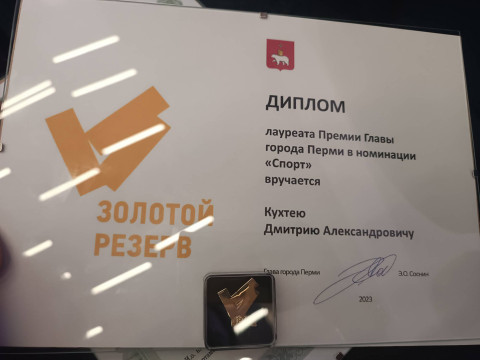 ДИПЛОМ
лауреата Премии Главы
города Перми в номинации
«Спорт»
вручается
Кухтею
Дмитрию Александровичу
ЗОЛОТОЙ
РЕЗЕРВ
Глава города Перми
Э.О. Соснин
2023